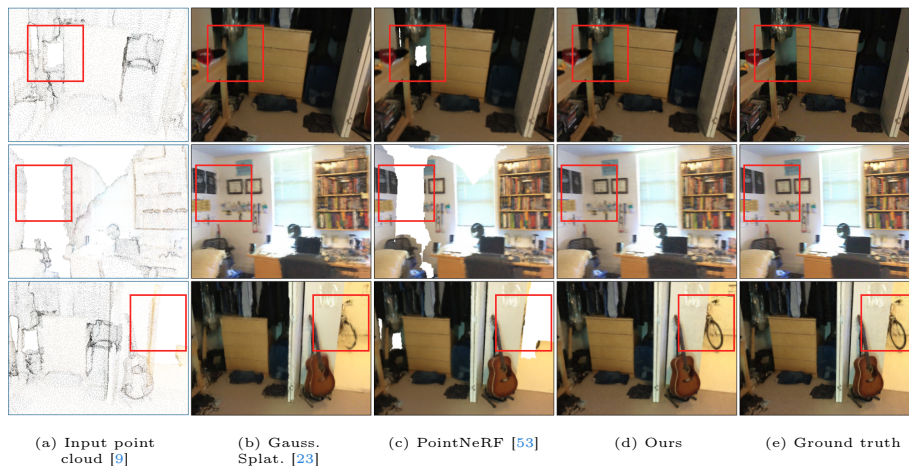 (a) Input point
cloud [9]
(b) Gauss.
Splat. [23]
(c) PointNeRF [53]
(d) Ours
(e) Ground truth